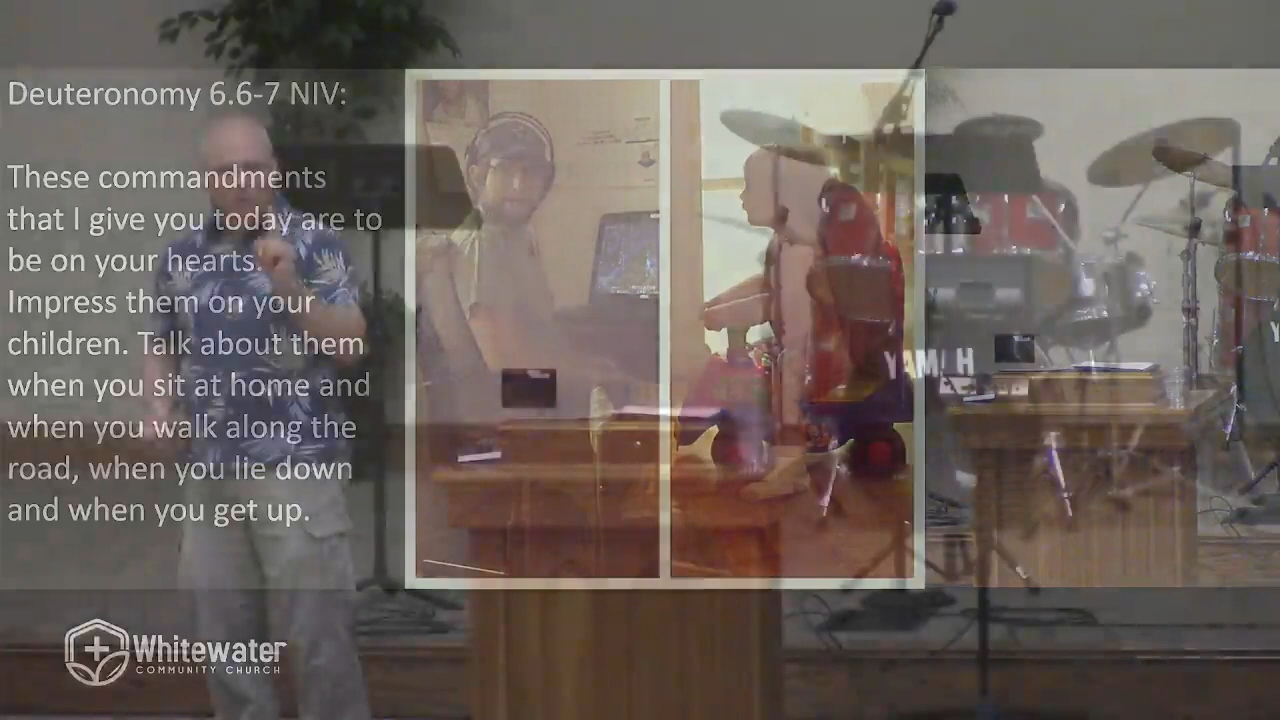 Deuteronomy 6.6-7 NIV:
These commandments
that I give you today are to
be on your hearts.
Impress them on your
children. Talk about them
when you sit at home and
when you walk along the
road, when you lie down
and when you get up.
YAMAH
Whitewater
COMMUNITY CHURCH